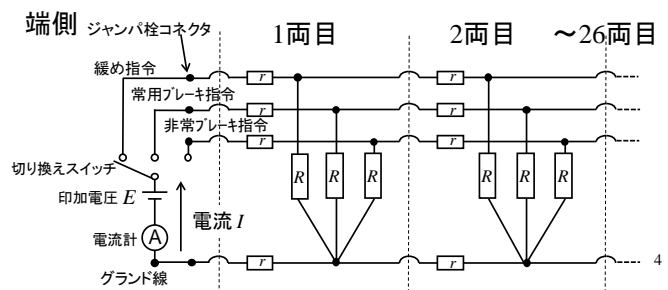 端側 ジャンパ栓コネクタ 1両目 2両目 ～26両目
緩め指令
r r
常用ブレーキ指令
r r
非常ブレーキ指令
r r
切り換えスイッチ
R R R R R R
印加電圧 E
電流 I
電流計 A
グランド線
r r
4